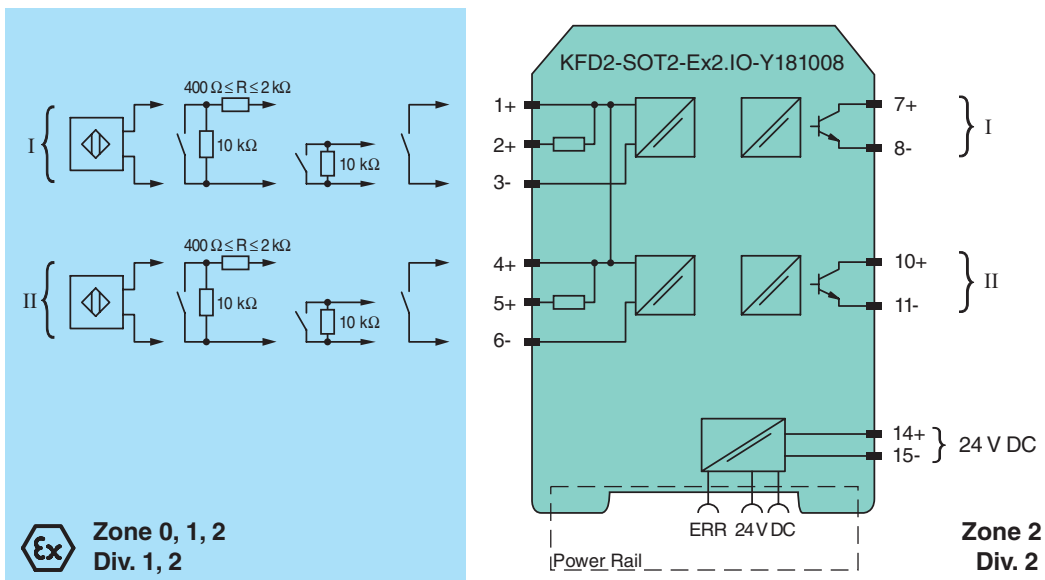 KFD2-SOT2-Ex2.IO-Y181008
400 Ω ≤ R ≤ 2 kΩ
I
10 kΩ
10 kΩ
1+
2+
3-
7+
8-
I
400 Ω ≤ R ≤ 2 kΩ
II
10 kΩ
10 kΩ
4+
5+
6-
10+
11-
II
14+
15-
24 V DC
ERR 24 V DC
Power Rail
Ex
Zone 0, 1, 2
Div. 1, 2
Zone 2
Div. 2